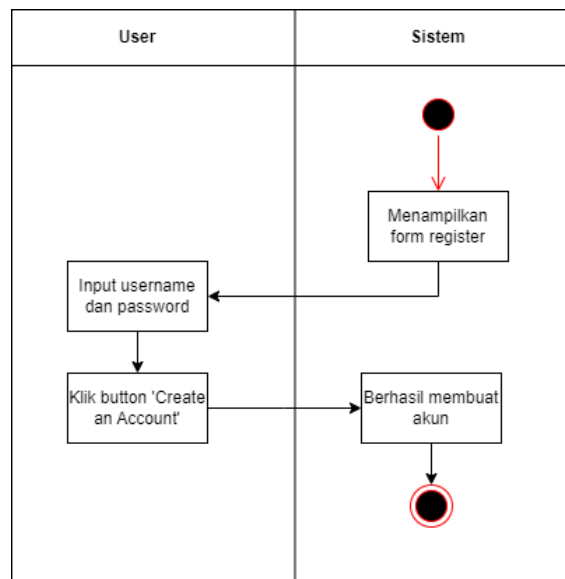 User
Sistem
Menampilkan
form register
Input username
dan password
Klik button 'Create
an Account'
Berhasil membuat
akun